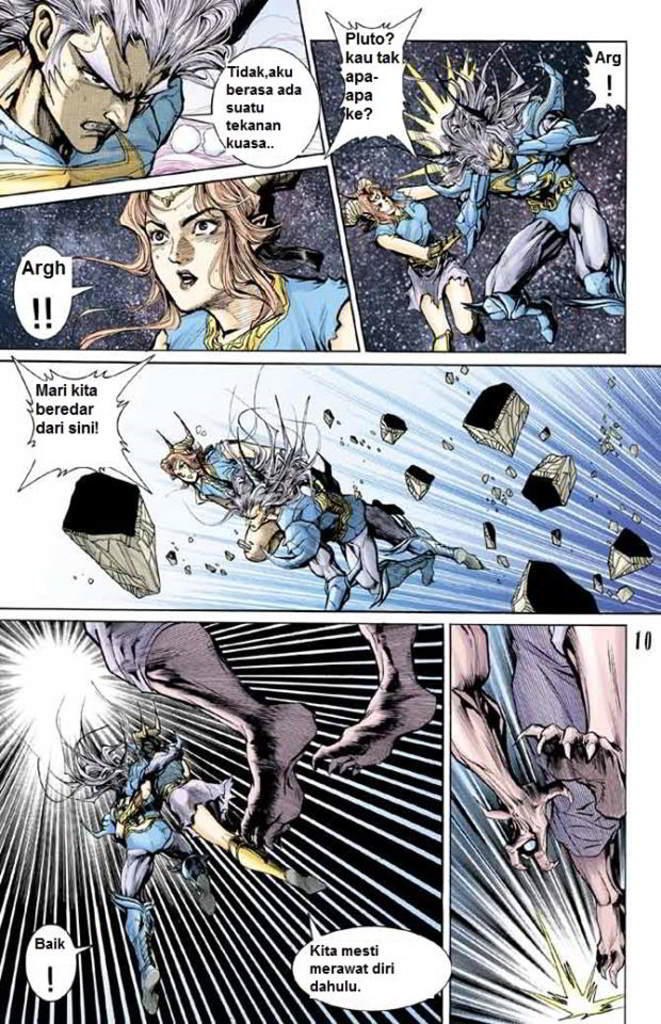 Tidak,aku
berasa ada
suatu
tekanan
kuasa..
Pluto?
kau tak
apa-
apa
ke?
Arg
!
Argh
!!
Mari kita
beredar
dari sini!
10
Baik
!
Kita mesti
merawat diri
dahulu.